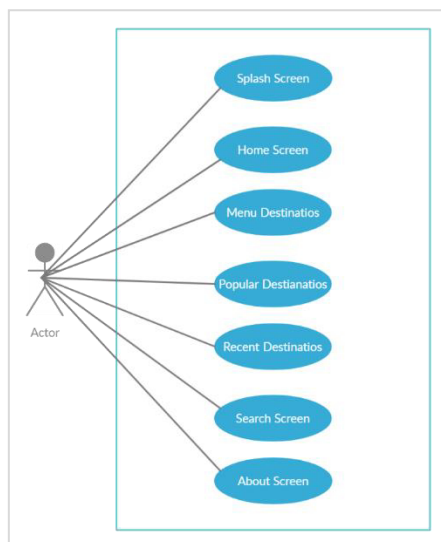 Splash Screen
Home Screen
Menu Destinatios
Popular Destianatios
Recent Destinatios
Search Screen
About Screen
Actor